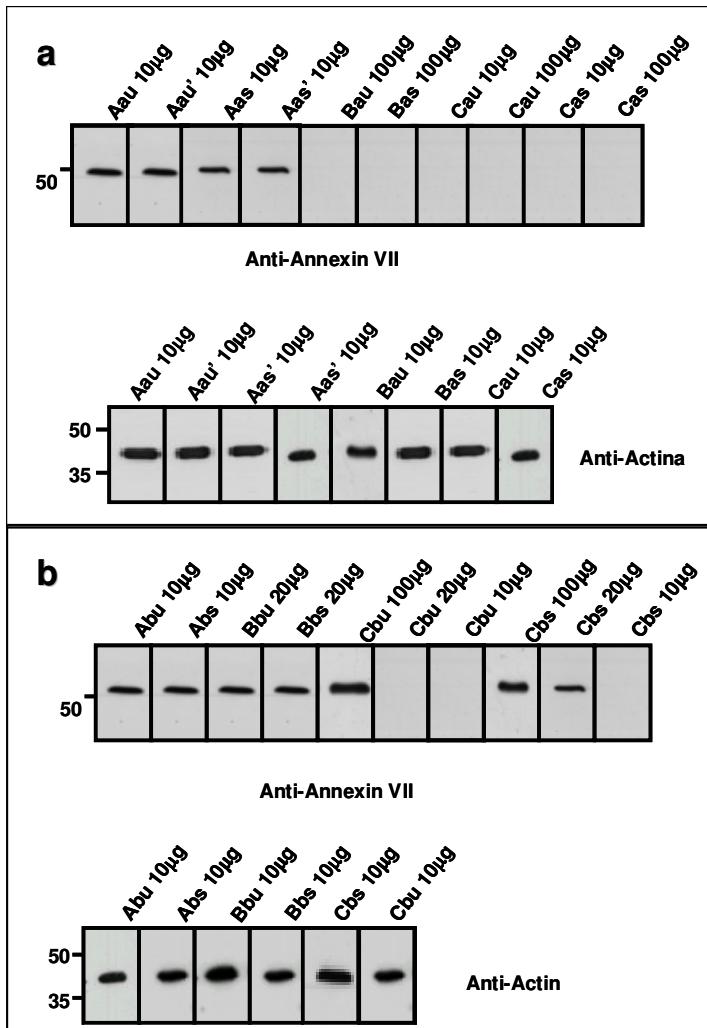 a
Aau 10µg Aau' 10µg Aas 10µg Aas' 10µg Bau 100µg Bas 100µg Cau 10µg Cau 100µg Cas 10µg Cas 100µg
50
Anti-Annexin VII
Aau 10µg Aau' 10µg Aas' 10µg Aas' 10µg Bau 10µg Bas 10µg Cau 10µg Cas 10µg
50
35
Anti-Actina
b
Abu 10µg Abs 10µg Bbu 20µg Bbs 20µg Cbu 100µg Cbu 20µg Cbu 10µg Cbs 100µg Cbs 20µg Cbs 10µg
50
Anti-Annexin VII
Abu 10µg Abs 10µg Bbu 10µg Bbs 10µg Cbs 10µg Cbu 10µg
50
35
Anti-Actin